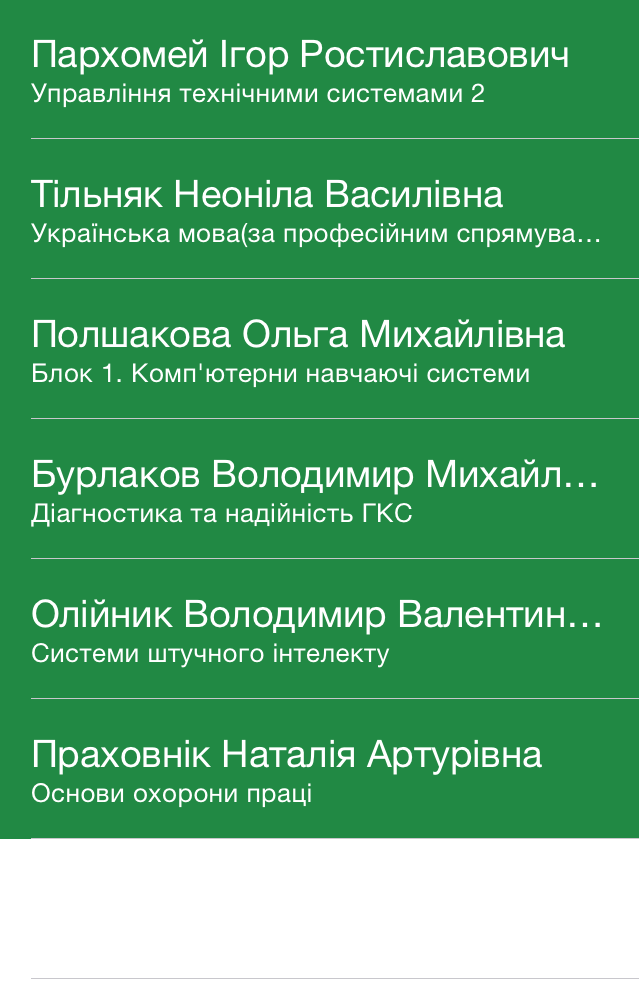 Пархомей Ігор Ростиславович
Управління технічними системами 2
Тільняк Неоніла Василівна
Українська мова(за професійним спрямува...
Полшакова Ольга Михайлівна
Блок 1. Комп'ютерни навчаючі системи
Бурлаков Володимир Михайл...
Діагностика та надійність ГКС
Олійник Володимир Валентин...
Системи штучного інтелекту
Праховнік Наталія Артурівна
Основи охорони праці